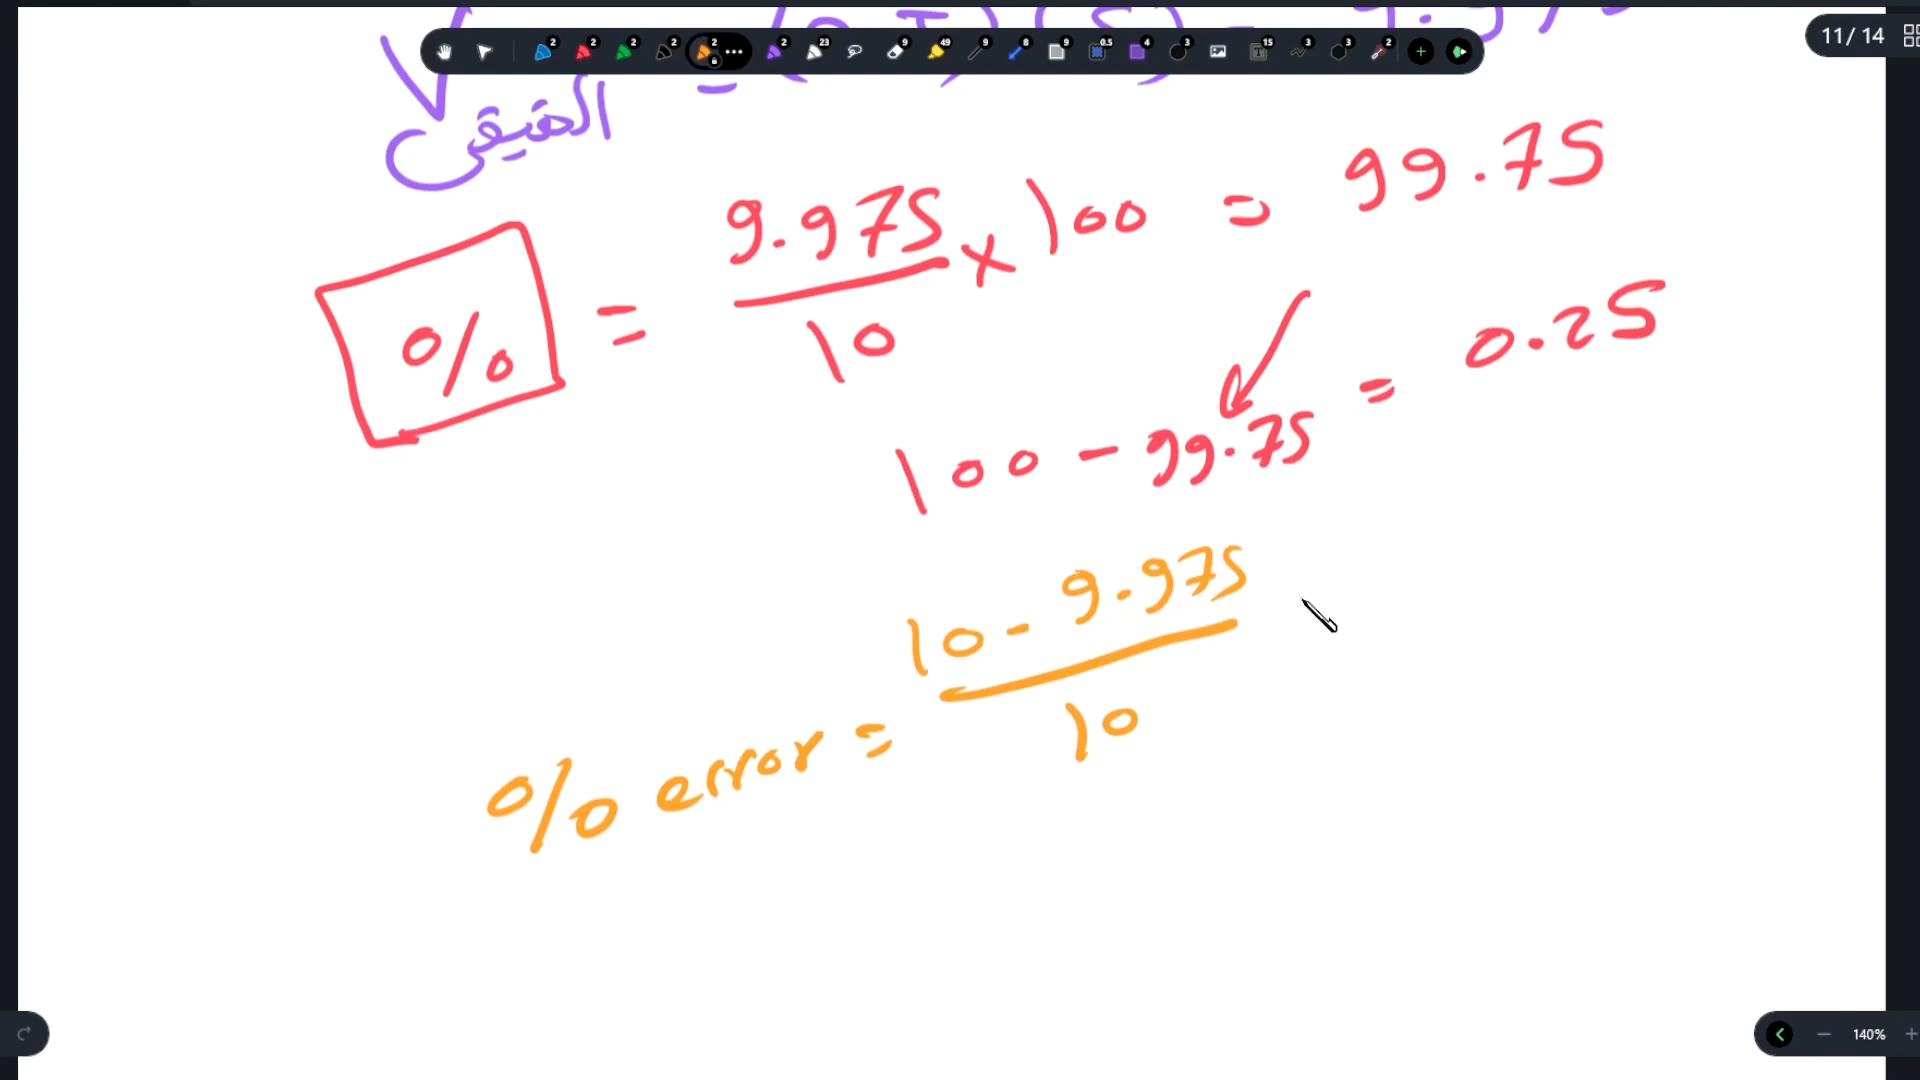 11/ 14
الحقيقى
% = 9.975/10 × 100 = 99.75
100 - 99.75 = 0.25
% error = 10 - 9.975/10
140%